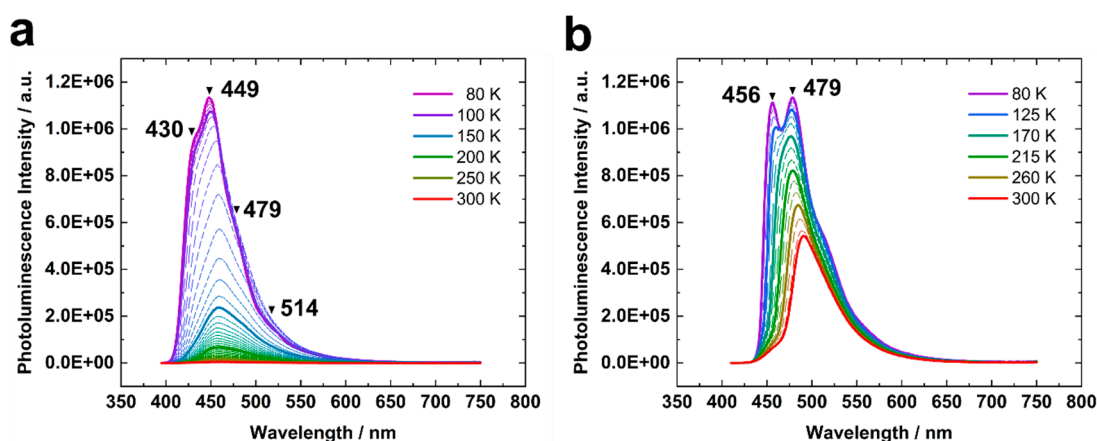 a
Photoluminescence Intensity / a.u.
1.2E+06
1.0E+06
8.0E+05
6.0E+05
4.0E+05
2.0E+05
0.0E+00
430
449
479
514
80 K
100 K
150 K
200 K
250 K
300 K
350 400 450 500 550 600 650 700 750 800
Wavelength / nm
b
Photoluminescence Intensity / a.u.
1.2E+06
1.0E+06
8.0E+05
6.0E+05
4.0E+05
2.0E+05
0.0E+00
456
479
80 K
125 K
170 K
215 K
260 K
300 K
350 400 450 500 550 600 650 700 750 800
Wavelength / nm